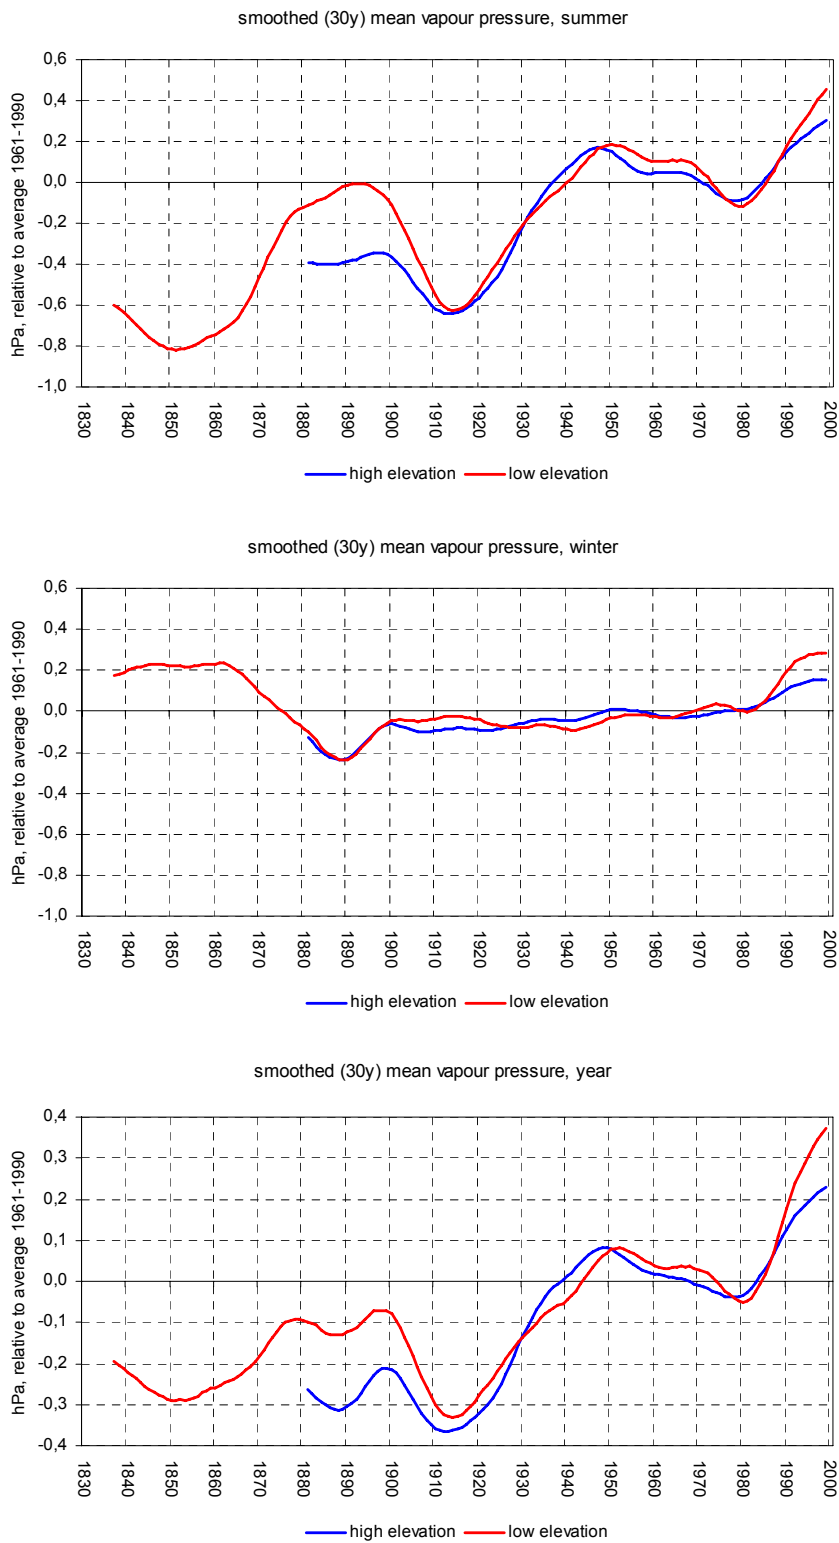 smoothed (30y) mean vapour pressure, summer
hPa, relative to average 1961-1990
0,6
0,4
0,2
0,0
-0,2
-0,4
-0,6
-0,8
-1,0
1830 1840 1850 1860 1870 1880 1890 1900 1910 1920 1930 1940 1950 1960 1970 1980 1990 2000
high elevation low elevation
smoothed (30y) mean vapour pressure, winter
hPa, relative to average 1961-1990
0,6
0,4
0,2
0,0
-0,2
-0,4
-0,6
-0,8
-1,0
1830 1840 1850 1860 1870 1880 1890 1900 1910 1920 1930 1940 1950 1960 1970 1980 1990 2000
high elevation low elevation
smoothed (30y) mean vapour pressure, year
hPa, relative to average 1961-1990
0,4
0,3
0,2
0,1
0,0
-0,1
-0,2
-0,3
-0,4
1830 1840 1850 1860 1870 1880 1890 1900 1910 1920 1930 1940 1950 1960 1970 1980 1990 2000
high elevation low elevation